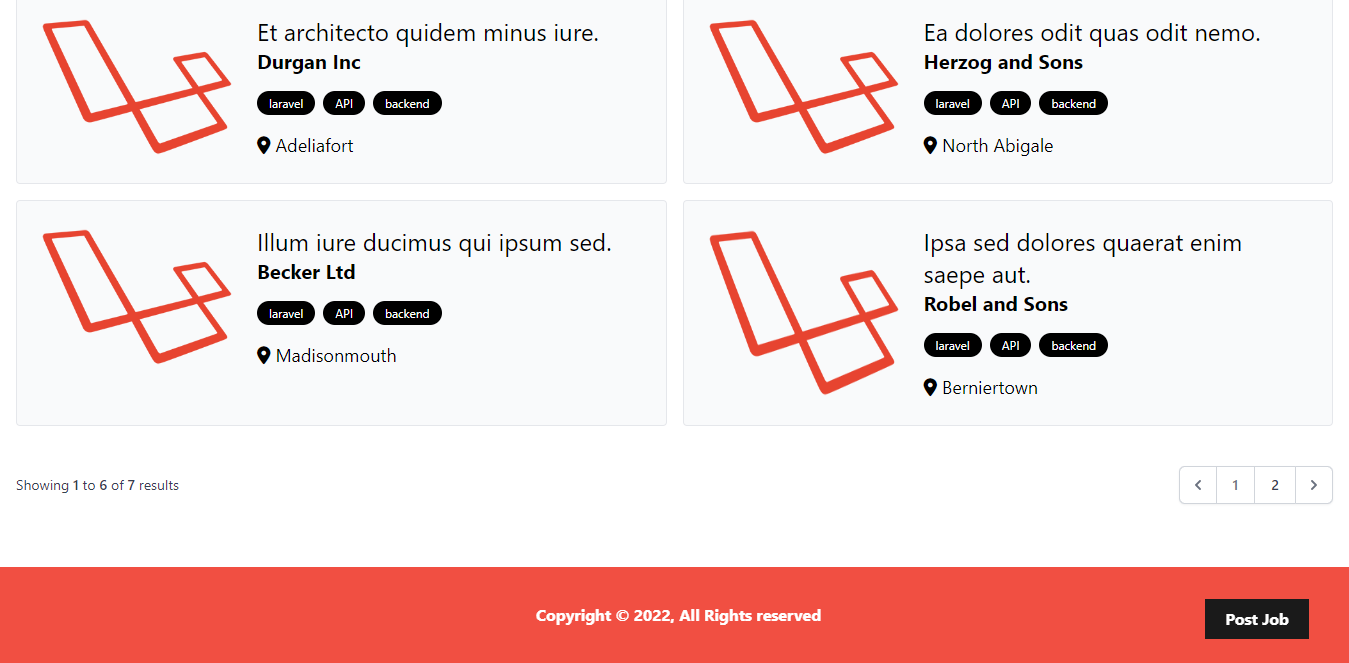 Et architecto quidem minus iure.
Durgan Inc
laravel API backend
Adeliafort
Ea dolores odit quas odit nemo.
Herzog and Sons
laravel API backend
North Abigale
Illum iure ducimus qui ipsum sed.
Becker Ltd
laravel API backend
Madisonmouth
Ipsa sed dolores quaerat enim
saepe aut.
Robel and Sons
laravel API backend
Berniertown
Showing 1 to 6 of 7 results
1 2
Copyright © 2022, All Rights reserved
Post Job